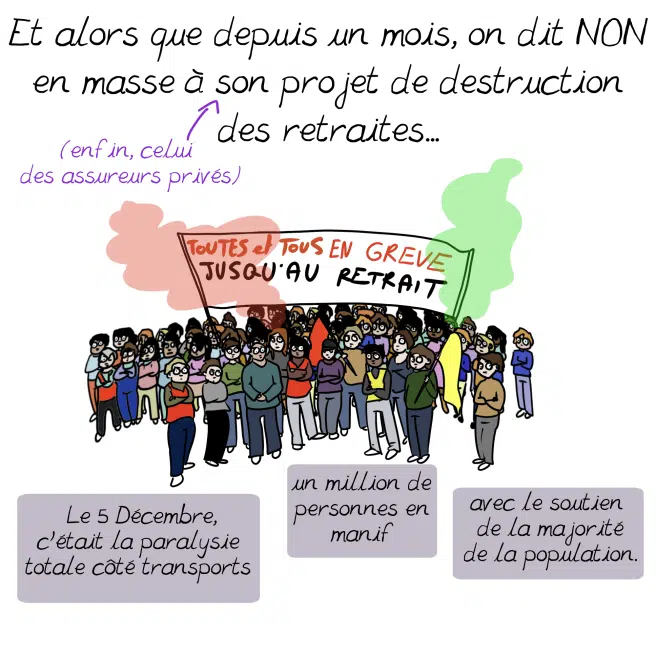 Et alors que depuis un mois, on dit NON
en masse à son projet de destruction
des retraites...
(enfin, celui
des assureurs privés)
TOUTES et TOUS EN GREVE
JUSQU'AU RETRAIT
Le 5 Décembre,
c'était la paralysie
totale côté transports
un million de
personnes en
manif
avec le soutien
de la majorité
de la population.